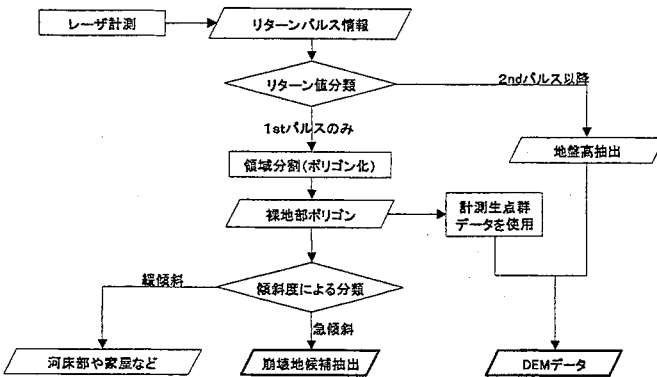 レーザ計測
リターンパルス情報
リターン値分類
2ndパルス以降
1stパルスのみ
領域分割(ポリゴン化)
地盤高抽出
裸地部ポリゴン
計測生点群
データを使用
緩傾斜
傾斜度による分類
急傾斜
河床部や家屋など
崩壊地候補抽出
DEMデータ